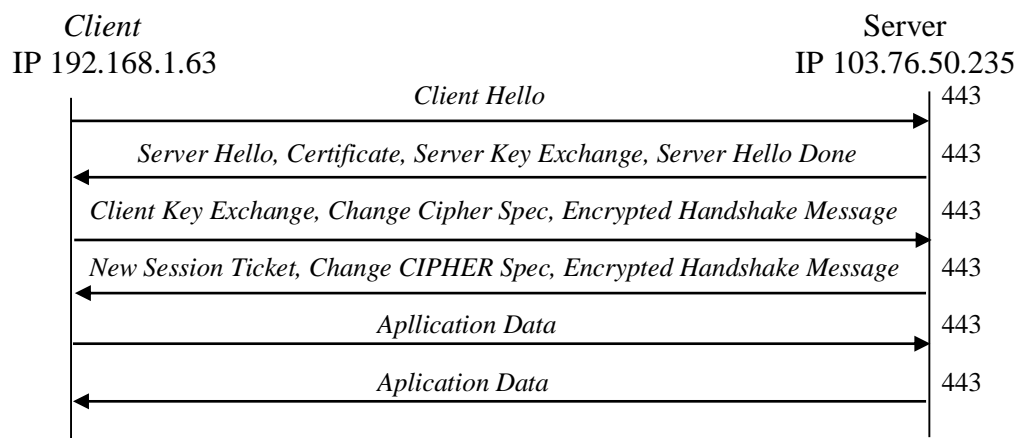 Client Server
IP 192.168.1.63 IP 103.76.50.235
Client Hello 443
Server Hello, Certificate, Server Key Exchange, Server Hello Done 443
Client Key Exchange, Change Cipher Spec, Encrypted Handshake Message 443
New Session Ticket, Change CIPHER Spec, Encrypted Handshake Message 443
Apllication Data 443
Aplication Data 443